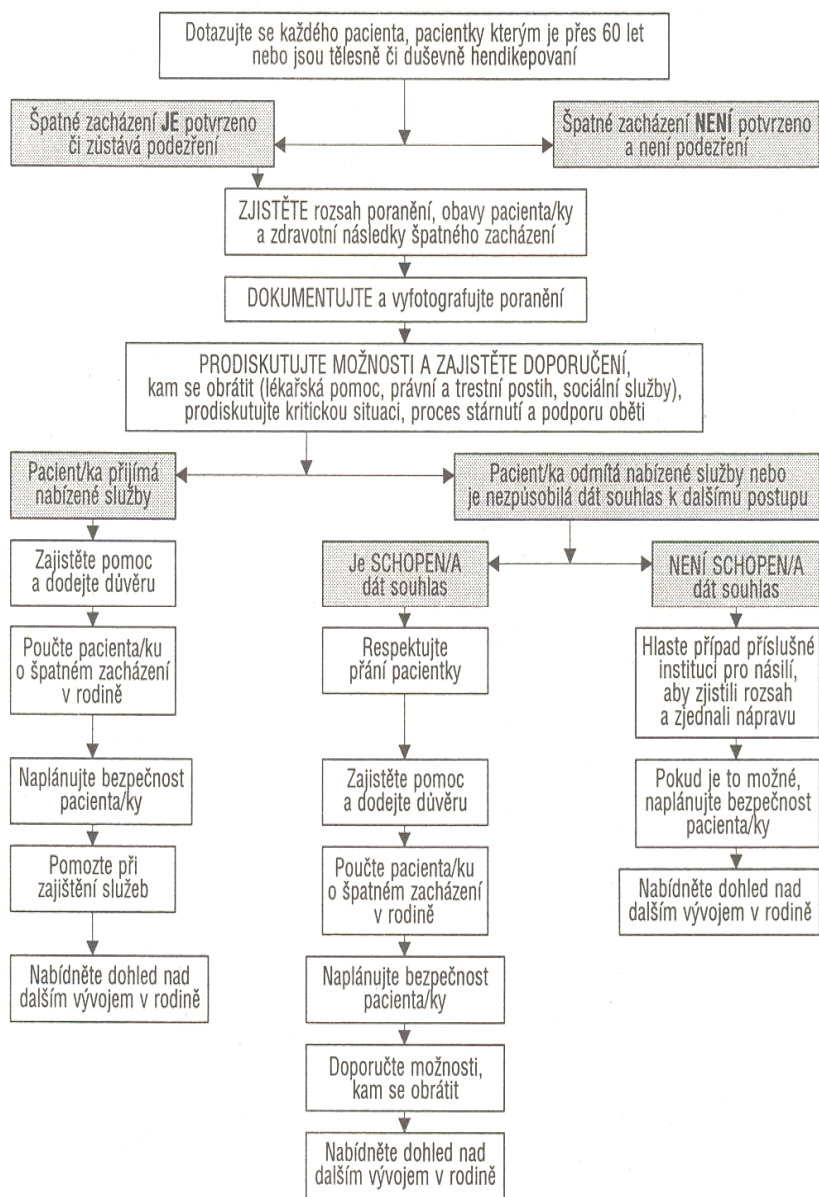 Dotazujte se každého pacienta, pacientky kterým je přes 60 let
nebo jsou tělesně či duševně hendikepovaní
Špatné zacházení JE potvrzeno
či zůstává podezření
Špatné zacházení NENÍ potvrzeno
a není podezření
ZJISTĚTE rozsah poranění, obavy pacienta/ky
a zdravotní následky špatného zacházení
DOKUMENTUJTE a vyfotografujte poranění
PRODISKUTUJTE MOŽNOSTI A ZAJISTĚTE DOPORUČENÍ,
kam se obrátit (lékařská pomoc, právní a trestní postih, sociální služby),
prodiskutujte kritickou situaci, proces stárnutí a podporu oběti
Pacient/ka přijímá
nabízené služby
Pacient/ka odmítá nabízené služby nebo
je nezpůsobilá dát souhlas k dalšímu postupu
Zajistěte pomoc
a dodejte důvěru
Poučte pacienta/ku
o špatném zacházení
v rodině
Naplánujte bezpečnost
pacienta/ky
Pomozte při
zajištění služeb
Nabídněte dohled nad
dalším vývojem v rodině
Je SCHOPEN/A
dát souhlas
Respektujte
přání pacientky
Zajistěte pomoc
a dodejte důvěru
Poučte pacienta/ku
o špatném zacházení
v rodině
Naplánujte bezpečnost
pacienta/ky
Doporučte možnosti,
kam se obrátit
Nabídněte dohled nad
dalším vývojem v rodině
NENÍ SCHOPEN/A
dát souhlas
Hlaste případ příslušné
instituci pro násilí,
aby zjistili rozsah
a zjednali nápravu
Pokud je to možné,
naplánujte bezpečnost
pacienta/ky
Nabídněte dohled nad
dalším vývojem v rodině